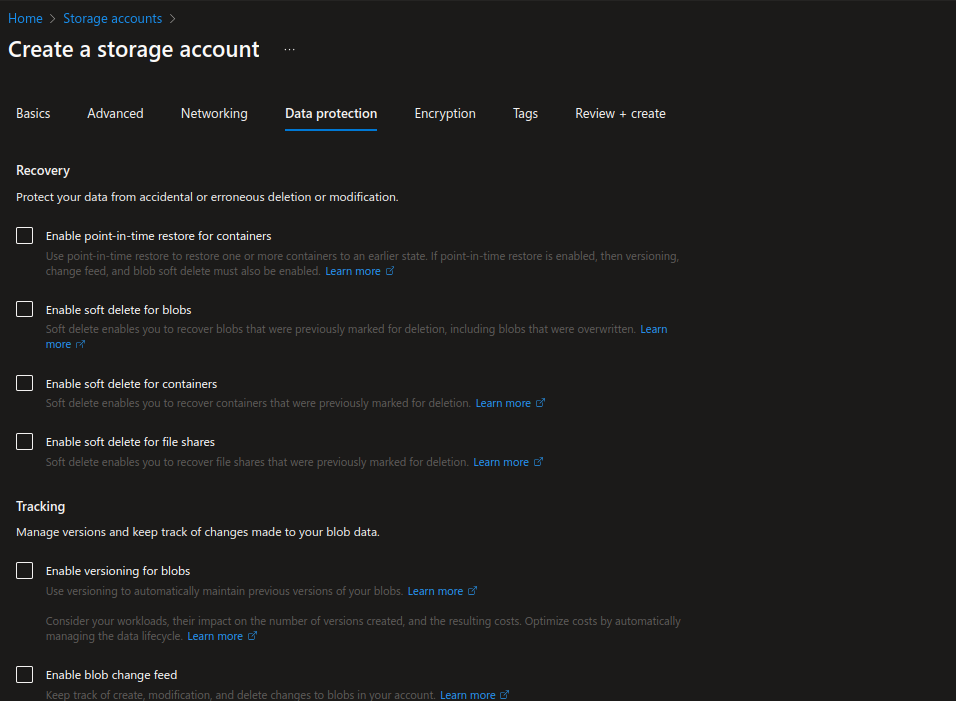 Home > Storage accounts >
Create a storage account ...
Basics Advanced Networking Data protection Encryption Tags Review + create
Recovery
Protect your data from accidental or erroneous deletion or modification.
Enable point-in-time restore for containers
Use point-in-time restore to restore one or more containers to an earlier state. If point-in-time restore is enabled, then versioning,
change feed, and blob soft delete must also be enabled. Learn more
Enable soft delete for blobs
Soft delete enables you to recover blobs that were previously marked for deletion, including blobs that were overwritten. Learn
more
Enable soft delete for containers
Soft delete enables you to recover containers that were previously marked for deletion. Learn more
Enable soft delete for file shares
Soft delete enables you to recover file shares that were previously marked for deletion. Learn more
Tracking
Manage versions and keep track of changes made to your blob data.
Enable versioning for blobs
Use versioning to automatically maintain previous versions of your blobs. Learn more
Consider your workloads, their impact on the number of versions created, and the resulting costs. Optimize costs by automatically
managing the data lifecycle. Learn more
Enable blob change feed
Keep track of create, modification, and delete changes to blobs in your account. Learn more